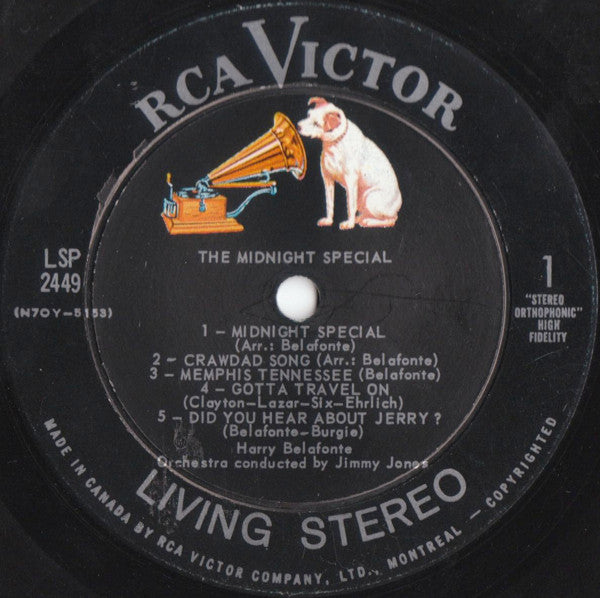 RCA VICTOR
THE MIDNIGHT SPECIAL
LSP
2449
(N7OY-5153)
1
"STEREO
ORTHOPHONIC"
HIGH
FIDELITY
1 – MIDNIGHT SPECIAL
(Arr.: Belafonte)
2 – CRAWDAD SONG (Arr.: Belafonte)
3 – MEMPHIS TENNESSEE (Belafonte)
4 – GOTTA TRAVEL ON
(Clayton–Lazar–Six–Ehrlich)
5 – DID YOU HEAR ABOUT JERRY ?
(Belafonte–Burgie)
Harry Belafonte
Orchestra conducted by Jimmy Jones
LIVING STEREO
MADE IN CANADA BY RCA VICTOR COMPANY, LTD., MONTREAL – COPYRIGHTED